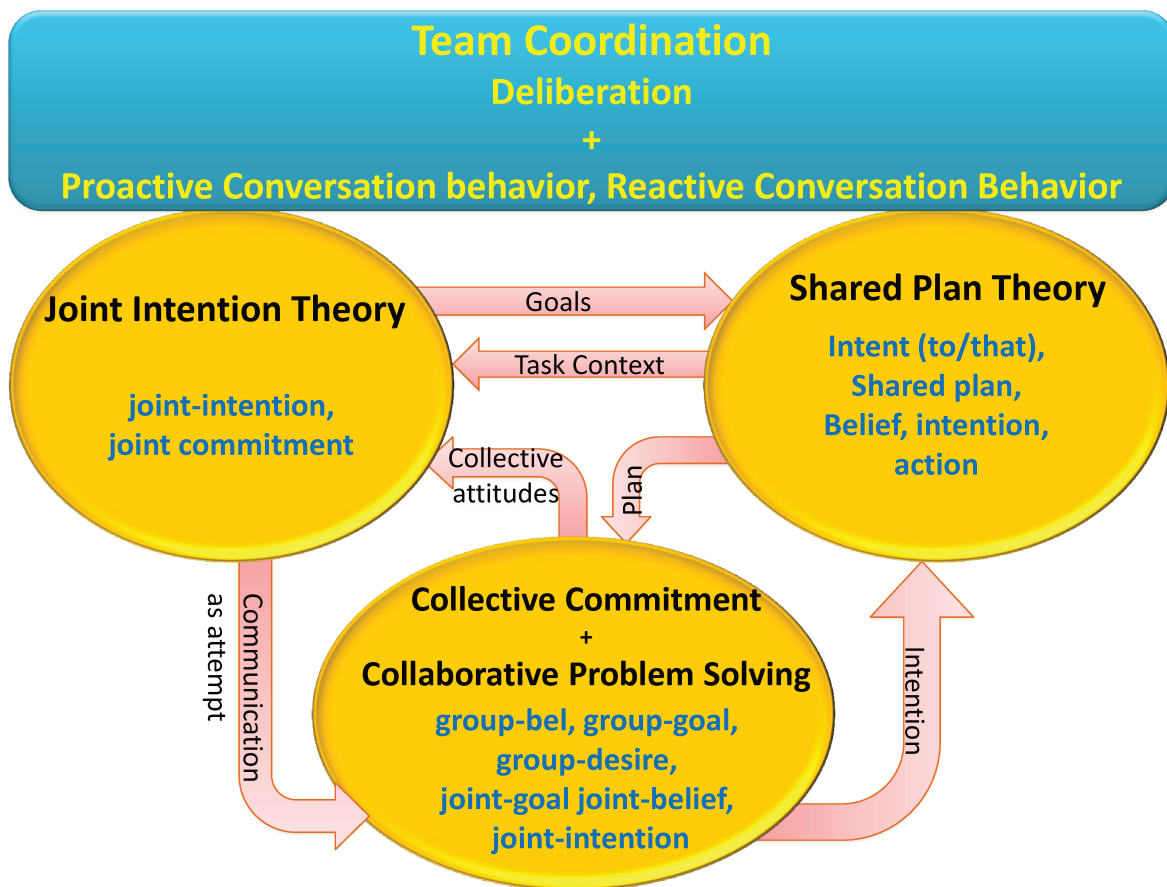 Team Coordination
Deliberation
+
Proactive Conversation behavior, Reactive Conversation Behavior
Joint Intention Theory
joint-intention,
joint commitment
Goals
Task Context
Shared Plan Theory
Intent (to/that),
Shared plan,
Belief, intention,
action
Collective
attitudes
Plan
Communication
as attempt
Collective Commitment
+
Collaborative Problem Solving
group-bel, group-goal,
group-desire,
joint-goal joint-belief,
joint-intention
Intention